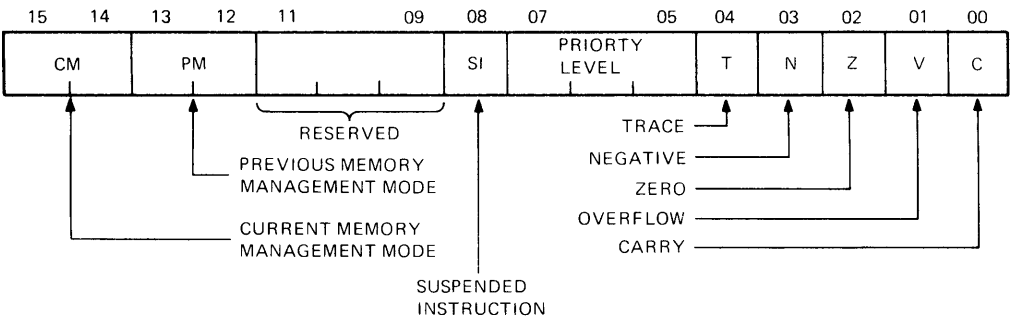 15 14 13 12 11 09 08 07 05 04 03 02 01 00
CM PM SI PRIORTY LEVEL T N Z V C
RESERVED
PREVIOUS MEMORY
MANAGEMENT MODE
CURRENT MEMORY
MANAGEMENT MODE
SUSPENDED
INSTRUCTION
TRACE
NEGATIVE
ZERO
OVERFLOW
CARRY